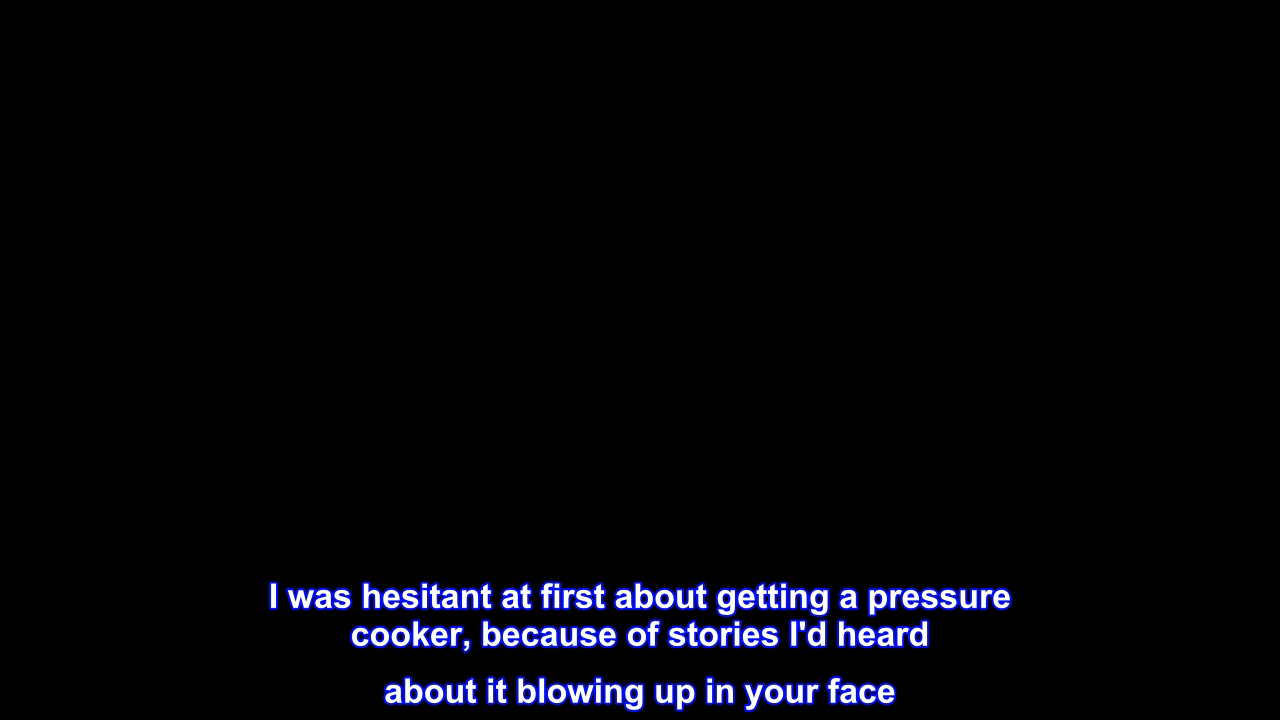 I was hesitant at first about getting a pressure
cooker, because of stories I'd heard
about it blowing up in your face